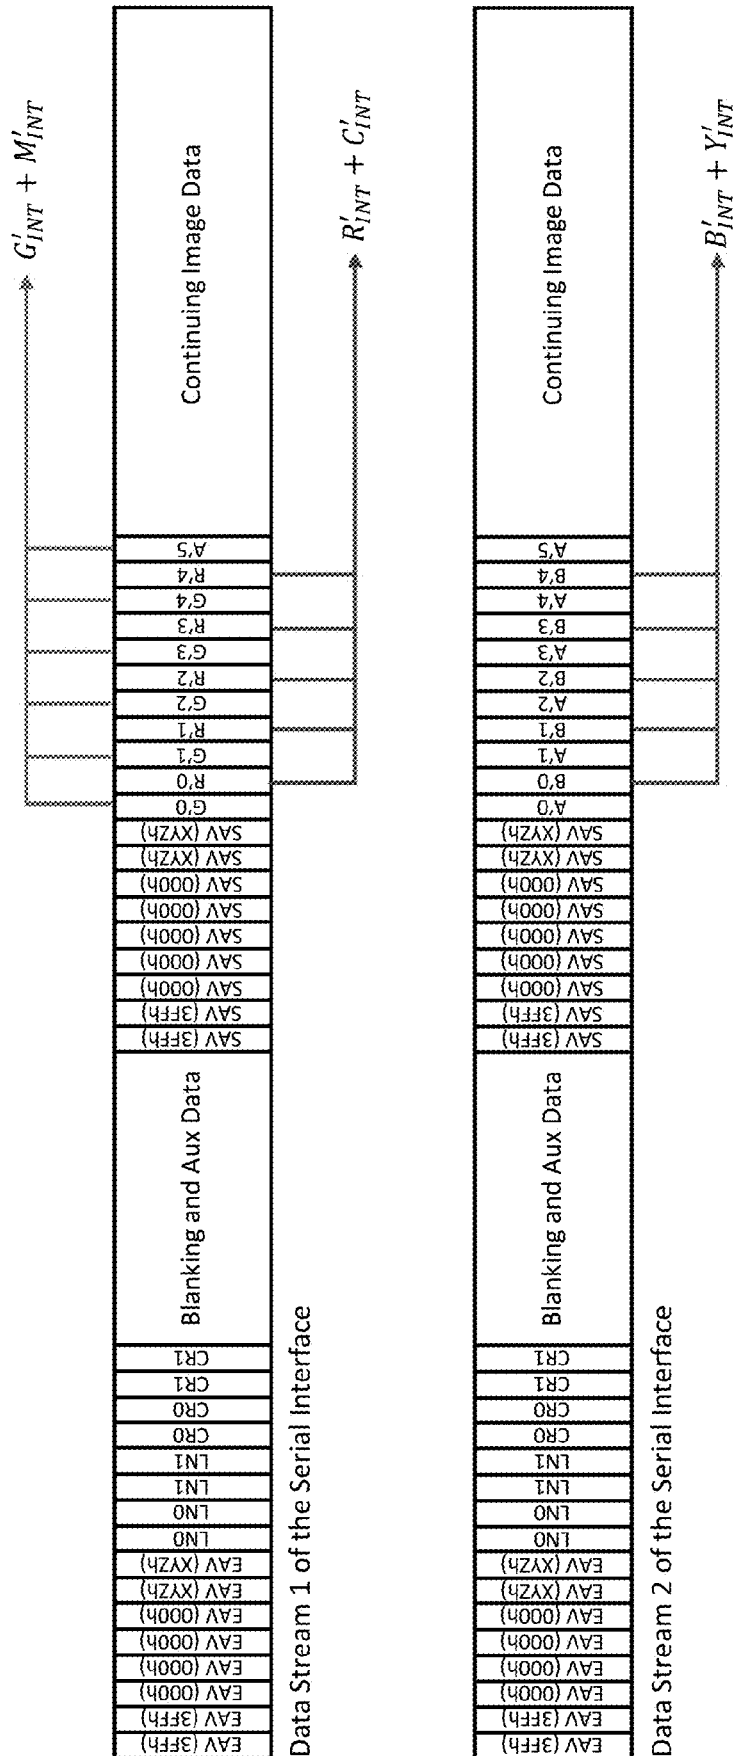 G'INT + M'INT
EAV (3FFh)
EAV (3FFh)
EAV (000h)
EAV (000h)
EAV (000h)
EAV (000h)
EAV (XYZh)
EAV (XYZh)
LN0
LN0
LN1
LN1
CR0
CR0
CR1
CR1
Blanking and Aux Data
SAV (3FFh)
SAV (3FFh)
SAV (000h)
SAV (000h)
SAV (000h)
SAV (000h)
SAV (000h)
SAV (XYZh)
SAV (XYZh)
G'0
R'0
G'1
R'1
G'2
R'2
G'3
R'3
G'4
R'4
A'5
Continuing Image Data
Data Stream 1 of the Serial Interface
R'INT + C'INT
EAV (3FFh)
EAV (3FFh)
EAV (000h)
EAV (000h)
EAV (000h)
EAV (000h)
EAV (XYZh)
EAV (XYZh)
LN0
LN0
LN1
LN1
CR0
CR0
CR1
CR1
Blanking and Aux Data
SAV (3FFh)
SAV (3FFh)
SAV (000h)
SAV (000h)
SAV (000h)
SAV (000h)
SAV (000h)
SAV (XYZh)
SAV (XYZh)
A'0
B'0
A'1
B'1
A'2
B'2
A'3
B'3
A'4
B'4
A'5
Continuing Image Data
Data Stream 2 of the Serial Interface
B'INT + Y'INT